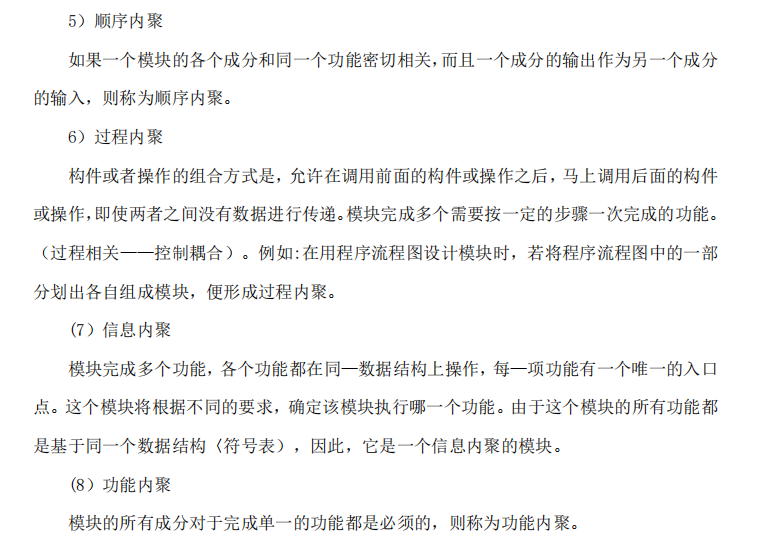 5）顺序内聚
如果一个模块的各个成分和同一个功能密切相关,而且一个成分的输出作为另一个成分
的输入，则称为顺序内聚。
6）过程内聚
构件或者操作的组合方式是，允许在调用前面的构件或操作之后，马上调用后面的构件
或操作,即使两者之间没有数据进行传递。模块完成多个需要按一定的步骤一次完成的功能。
（过程相关——控制耦合）。例如:在用程序流程图设计模块时，若将程序流程图中的一部
分划出各自组成模块，便形成过程内聚。
(7）信息内聚
模块完成多个功能，各个功能都在同—数据结构上操作，每—项功能有一个唯一的入口
点。这个模块将根据不同的要求，确定该模块执行哪一个功能。由于这个模块的所有功能都
是基于同一个数据结构〈符号表），因此，它是一个信息内聚的模块。
(8）功能内聚
模块的所有成分对于完成单一的功能都是必须的，则称为功能内聚。